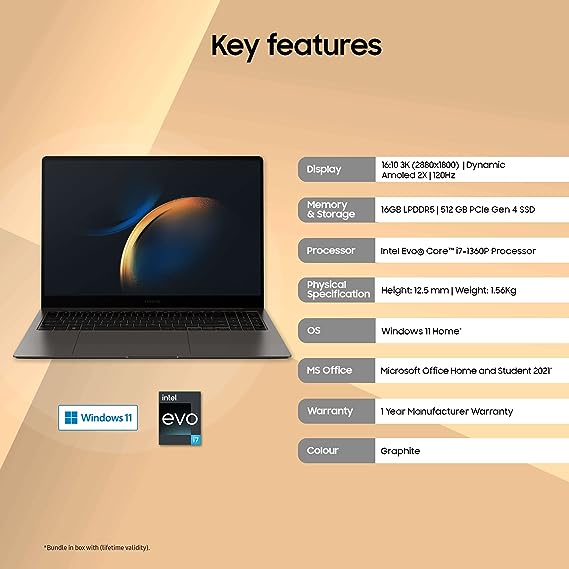 Key features
Display
16:10 3K (2880x1800) | Dynamic
Amoled 2X | 120Hz
Memory
& Storage
16GB LPDDR5 | 512 GB PCIe Gen 4 SSD
Processor
Intel Evo® Core™ i7-1360P Processor
Physical
Specification
Height: 12.5 mm | Weight: 1.56Kg
OS
Windows 11 Home*
MS Office
Microsoft Office Home and Student 2021*
Warranty
1 Year Manufacturer Warranty
Colour
Graphite
Windows 11
intel
evo
i7
*Bundle in box with (lifetime validity).